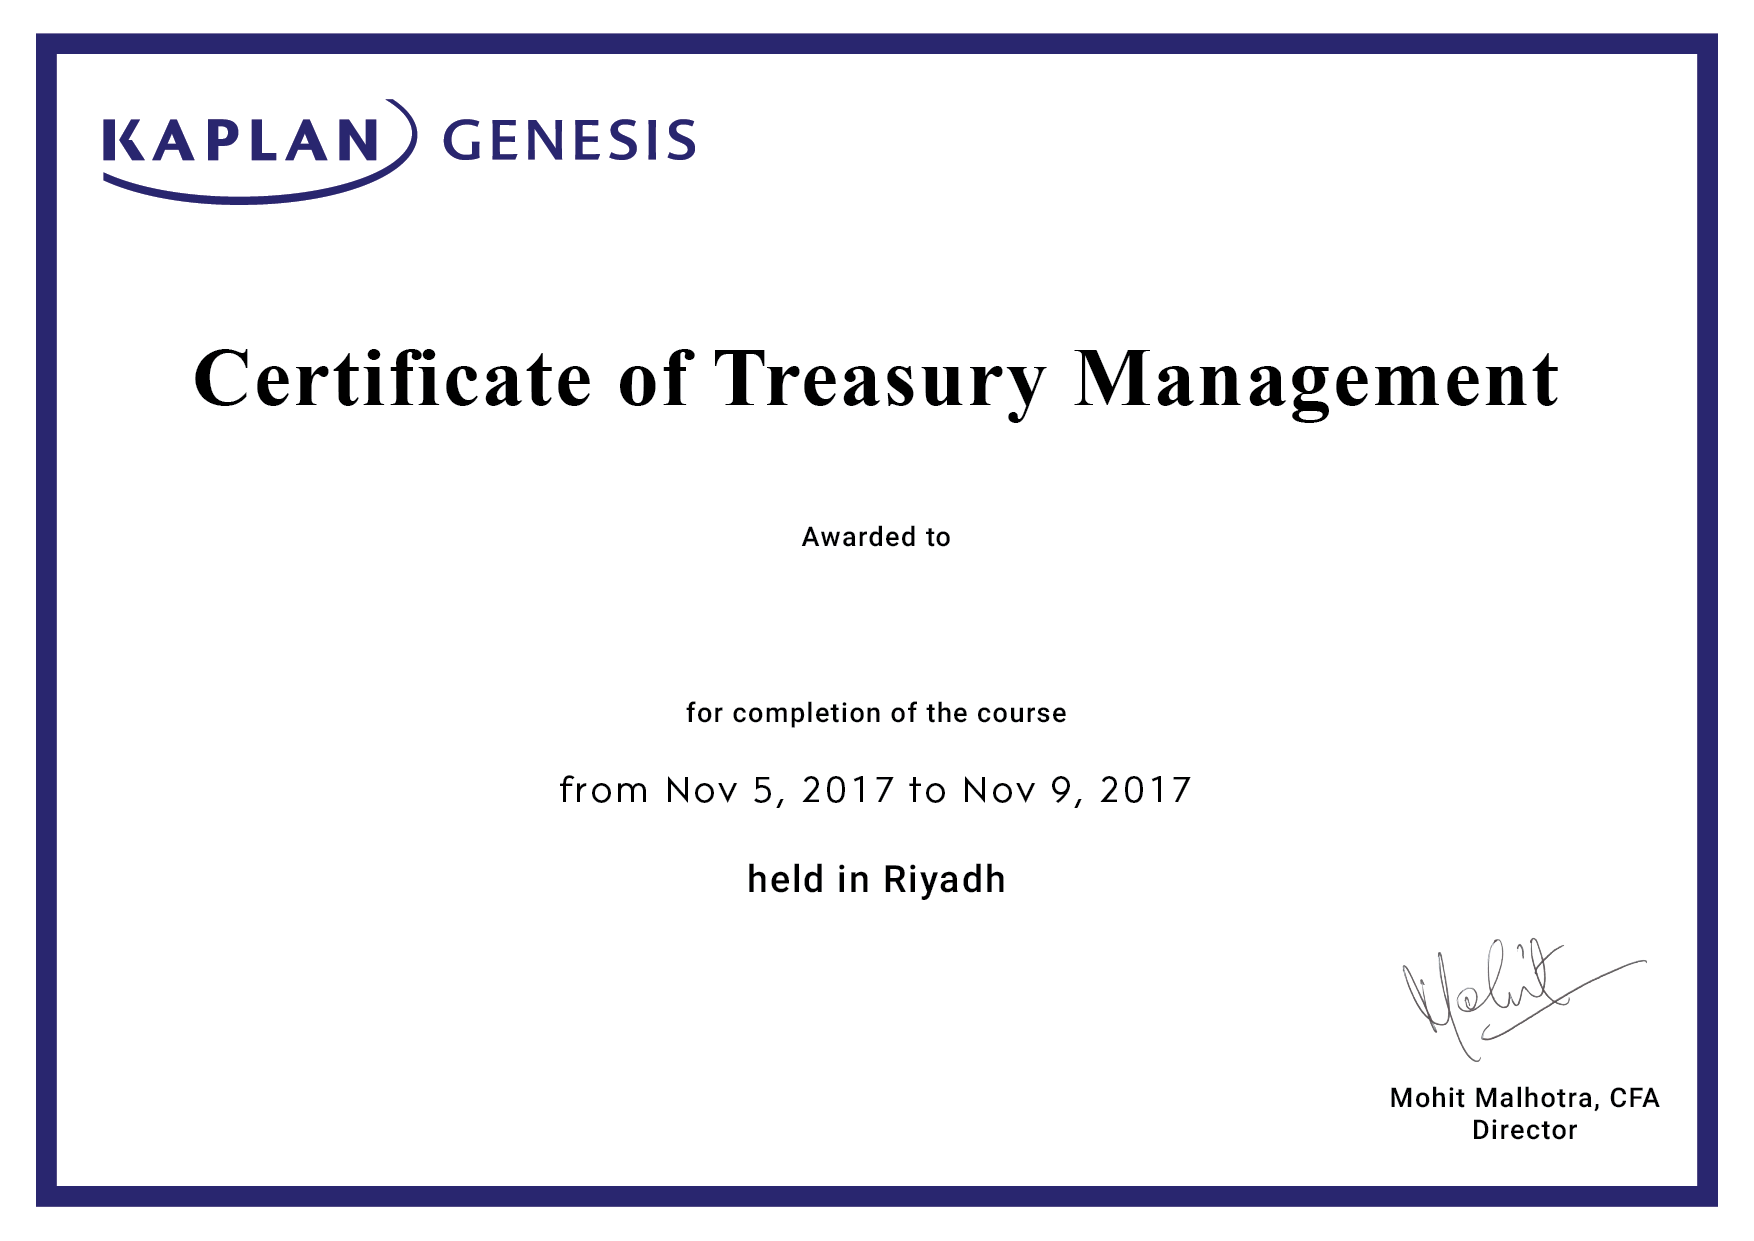 KAPLAN GENESIS
Certificate of Treasury Management
Awarded to
for completion of the course
from Nov 5, 2017 to Nov 9, 2017
held in Riyadh
Mohit
Mohit Malhotra, CFA
Director